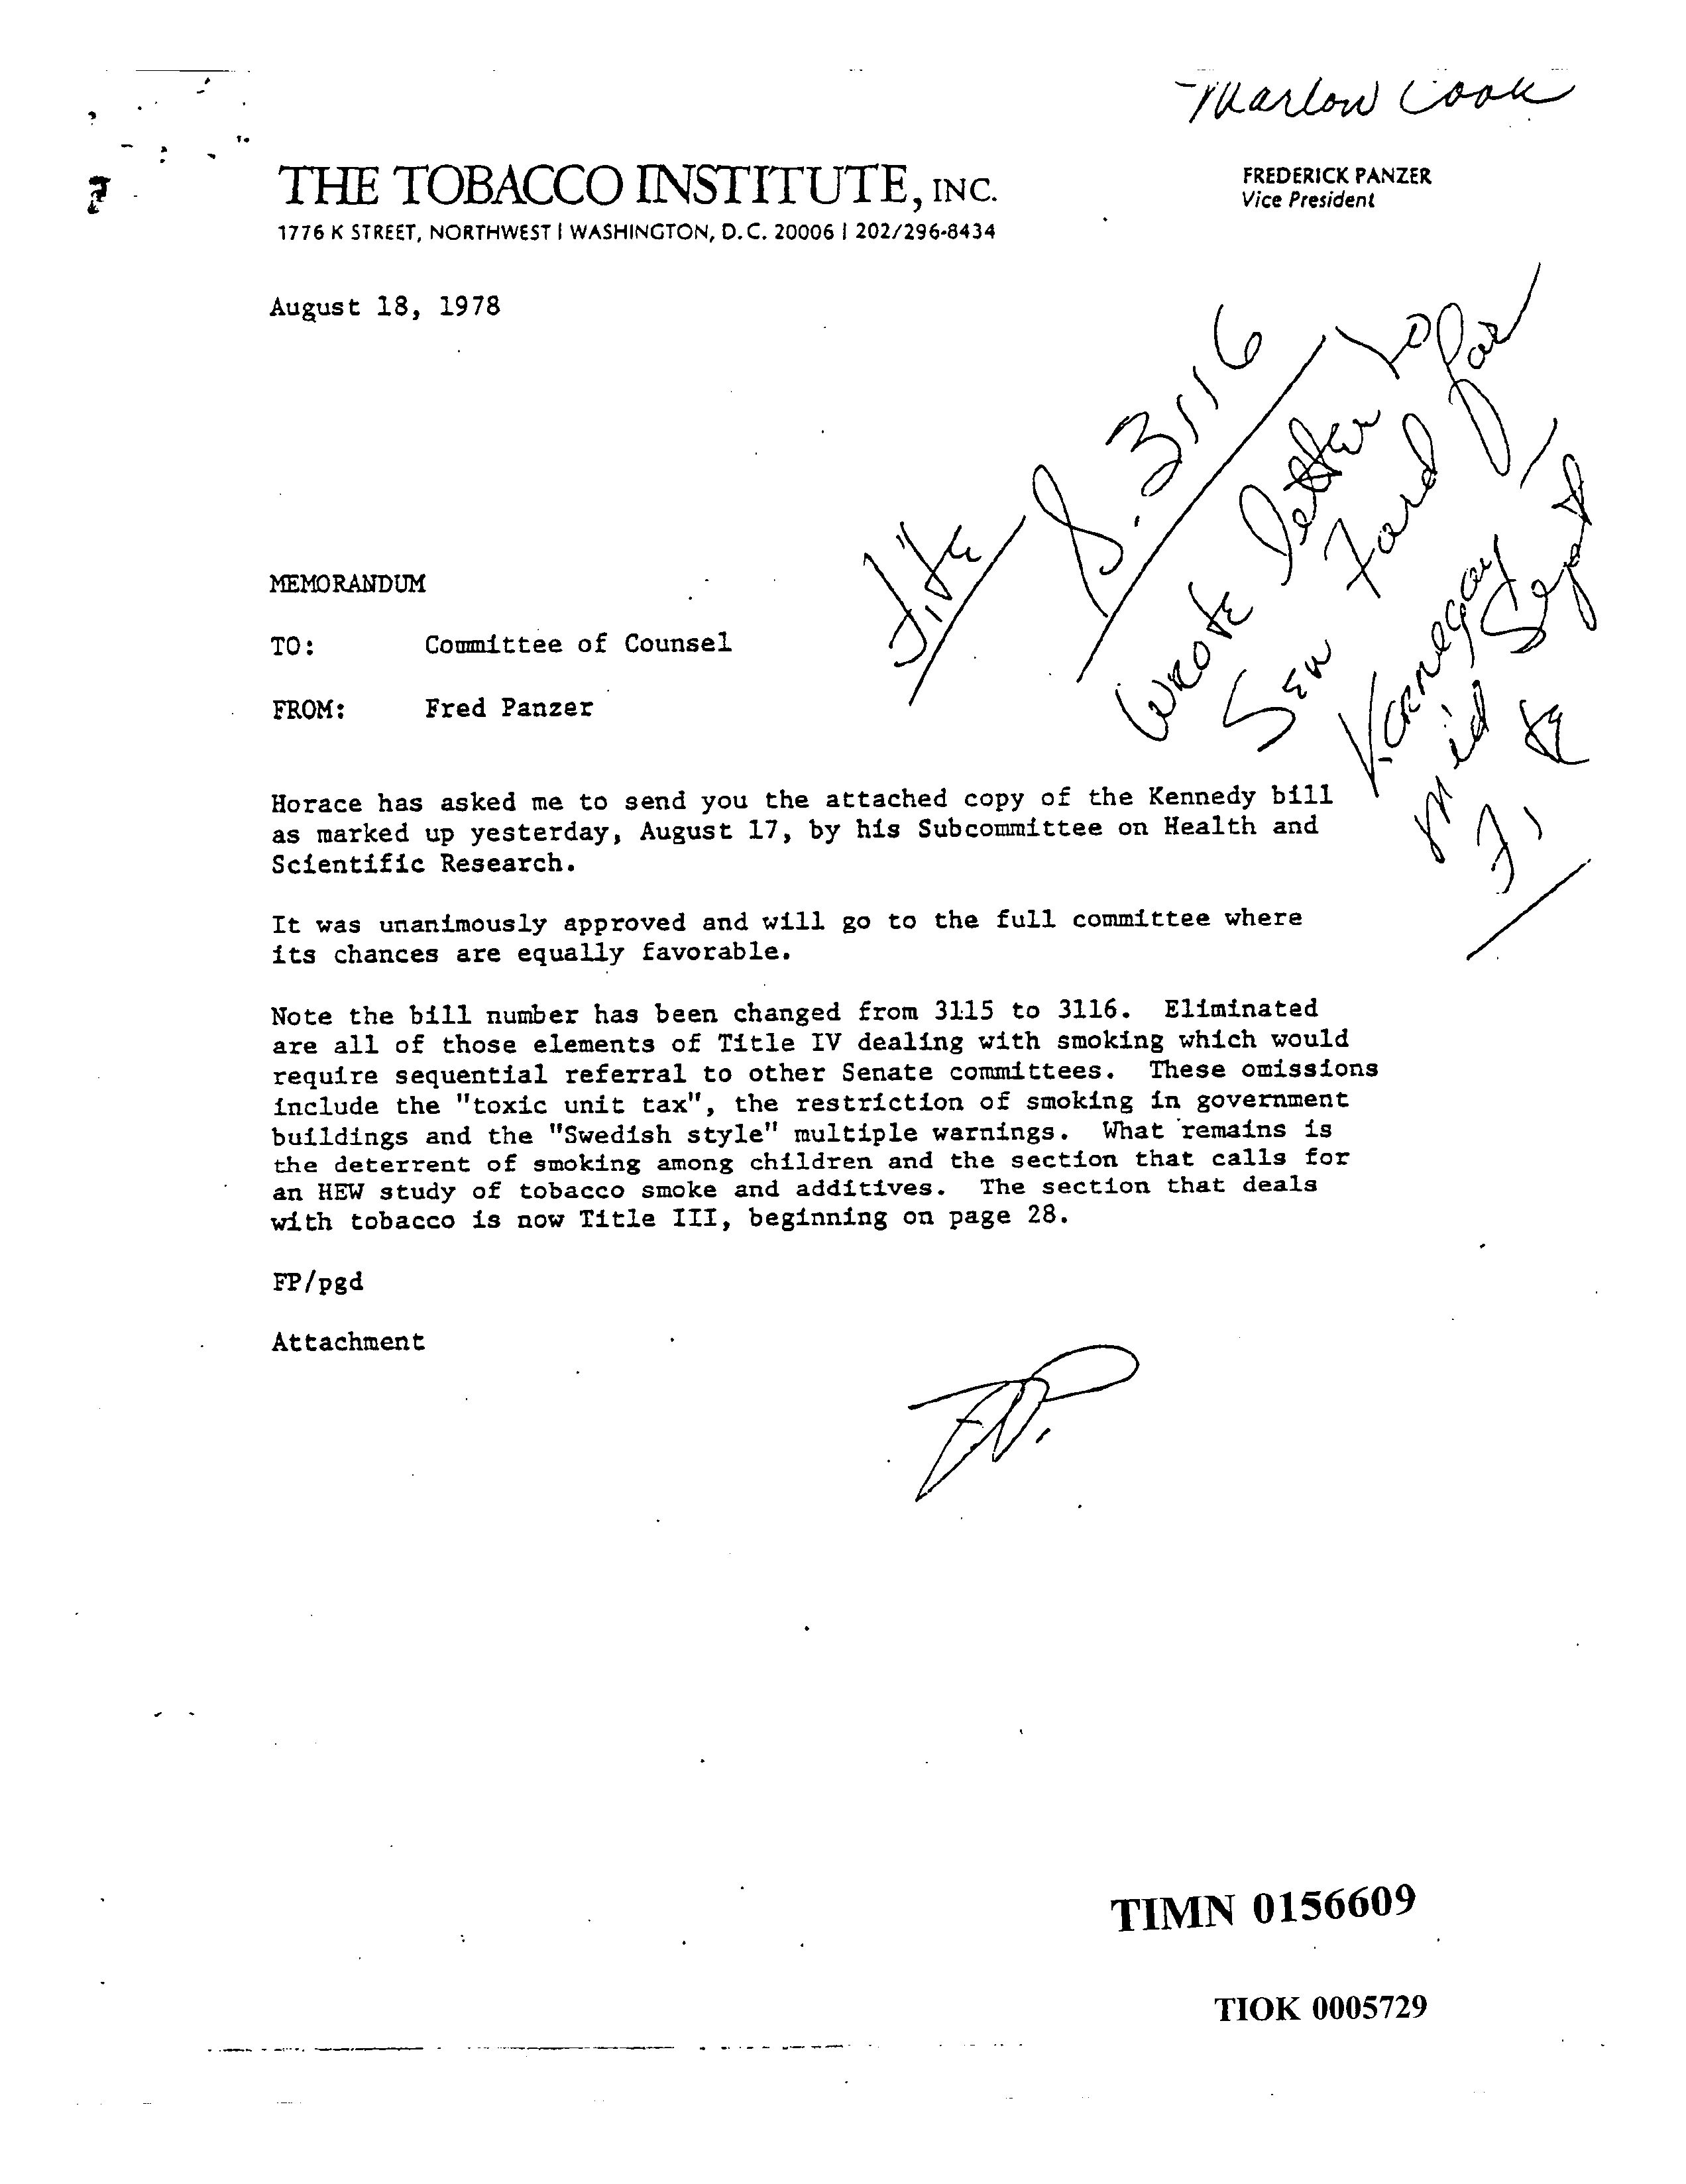 Marlow Cook
THE TOBACCO INSTITUTE, INC.
1776 K STREET, NORTHWEST | WASHINGTON, D.C. 20006 | 202/296-8434
FREDERICK PANZER
Vice President
August 18, 1978
File S. 3116
Wrote letter to
Sen Ford for
Kornegay -
Mid Sept
File
MEMORANDUM
TO: Committee of Counsel
FROM: Fred Panzer
Horace has asked me to send you the attached copy of the Kennedy bill
as marked up yesterday, August 17, by his Subcommittee on Health and
Scientific Research.
It was unanimously approved and will go to the full committee where
its chances are equally favorable.
Note the bill number has been changed from 3115 to 3116. Eliminated
are all of those elements of Title IV dealing with smoking which would
require sequential referral to other Senate committees. These omissions
include the "toxic unit tax", the restriction of smoking in government
buildings and the "Swedish style" multiple warnings. What remains is
the deterrent of smoking among children and the section that calls for
an HEW study of tobacco smoke and additives. The section that deals
with tobacco is now Title III, beginning on page 28.
FP/pgd
Attachment
F.P.
TIMN 0156609
TIOK 0005729